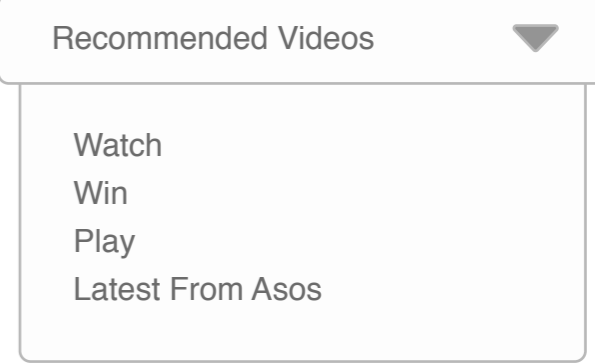 Recommended Videos
Watch
Win
Play
Latest From Asos